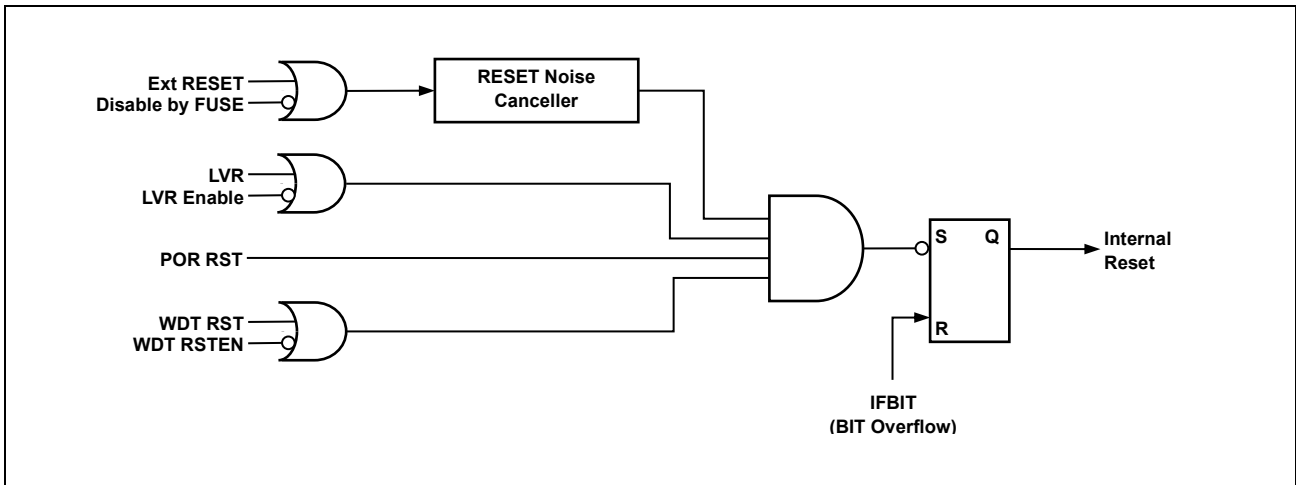 Ext RESET
Disable by FUSE
RESET Noise
Canceller
LVR
LVR Enable
POR RST
WDT RST
WDT RSTEN
S
Q
R
Internal
Reset
IFBIT
(BIT Overflow)